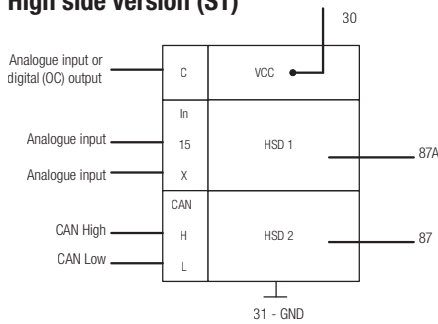 High side version (S1)
30
Analogue input or
digital (OC) output
C
VCC
In
Analogue input
15
HSD 1
87A
Analogue input
X
CAN
CAN High
H
HSD 2
87
CAN Low
L
31 - GND